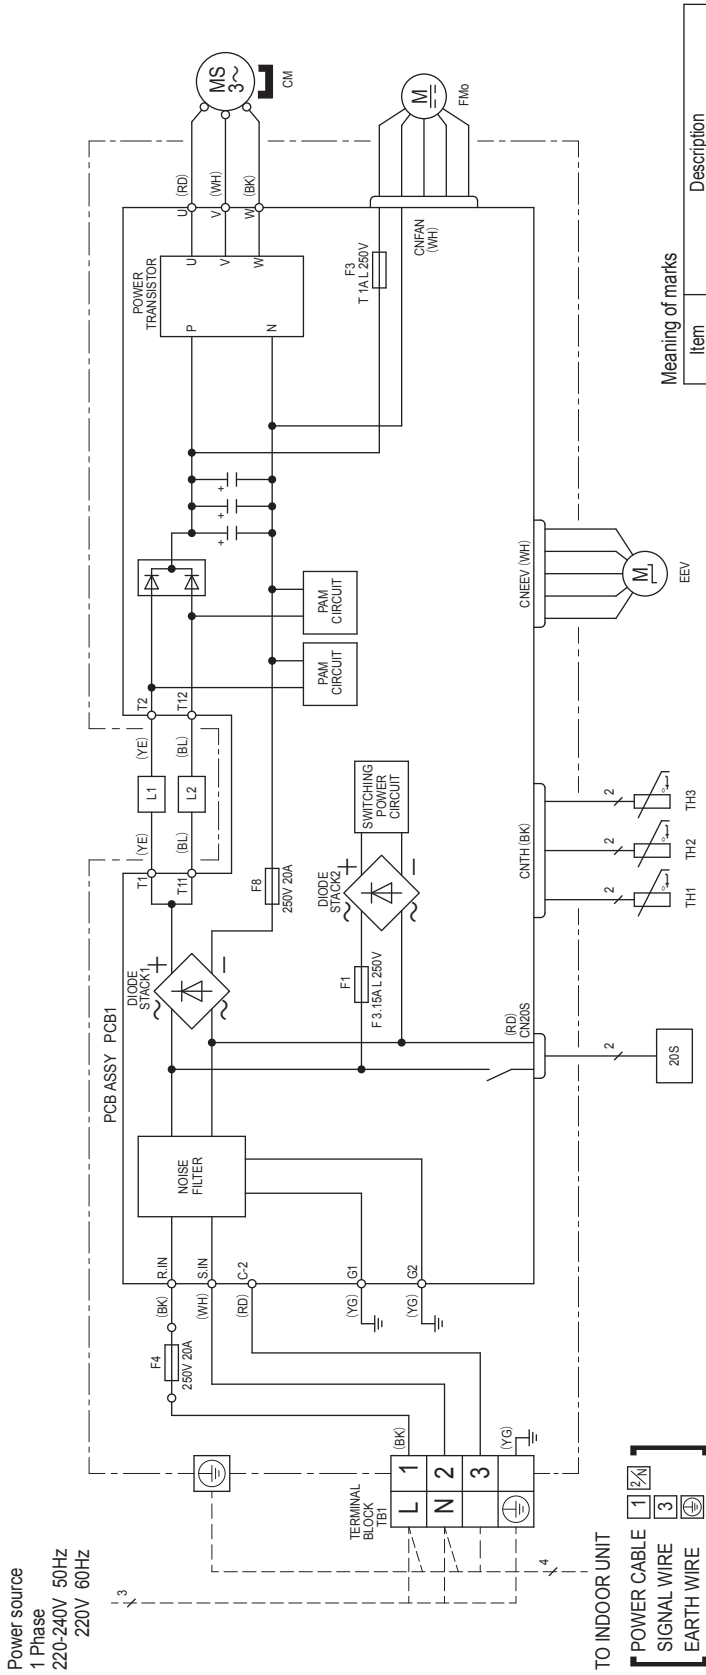 Power source
1 Phase
220-240V 50Hz
220V 60Hz
3
TO INDOOR UNIT
4
POWER CABLE 1 2/N
SIGNAL WIRE 3
EARTH WIRE
TERMINAL
BLOCK
TB1
L 1
N 2
3
(BK)
(YG)
F4
250V 20A
(BK)
R.IN
(WH)
S.IN
(RD)
C-2
(YG)
G1
(YG)
G2
PCB ASSY PCB1
NOISE
FILTER
DIODE
STACK1
+
−
~
~
T1
T11
(YE)
(BL)
L1
L2
(YE)
(BL)
T2
T12
F8
250V 20A
F1
F 3.15A L 250V
DIODE
STACK2
+
−
~
~
SWITCHING
POWER
CIRCUIT
PAM
CIRCUIT
PAM
CIRCUIT
+
+
+
POWER
TRANSISTOR
P
N
U
V
W
U
V
W
(RD)
(WH)
(BK)
MS
3~
CM
F3
T 1A L 250V
CNFAN
(WH)
M
FMo
(RD)
CN20S
2
20S
CNTH (BK)
2
2
2
TH1
TH2
TH3
CNEEV (WH)
M
EEV
Meaning of marks
Item
Description